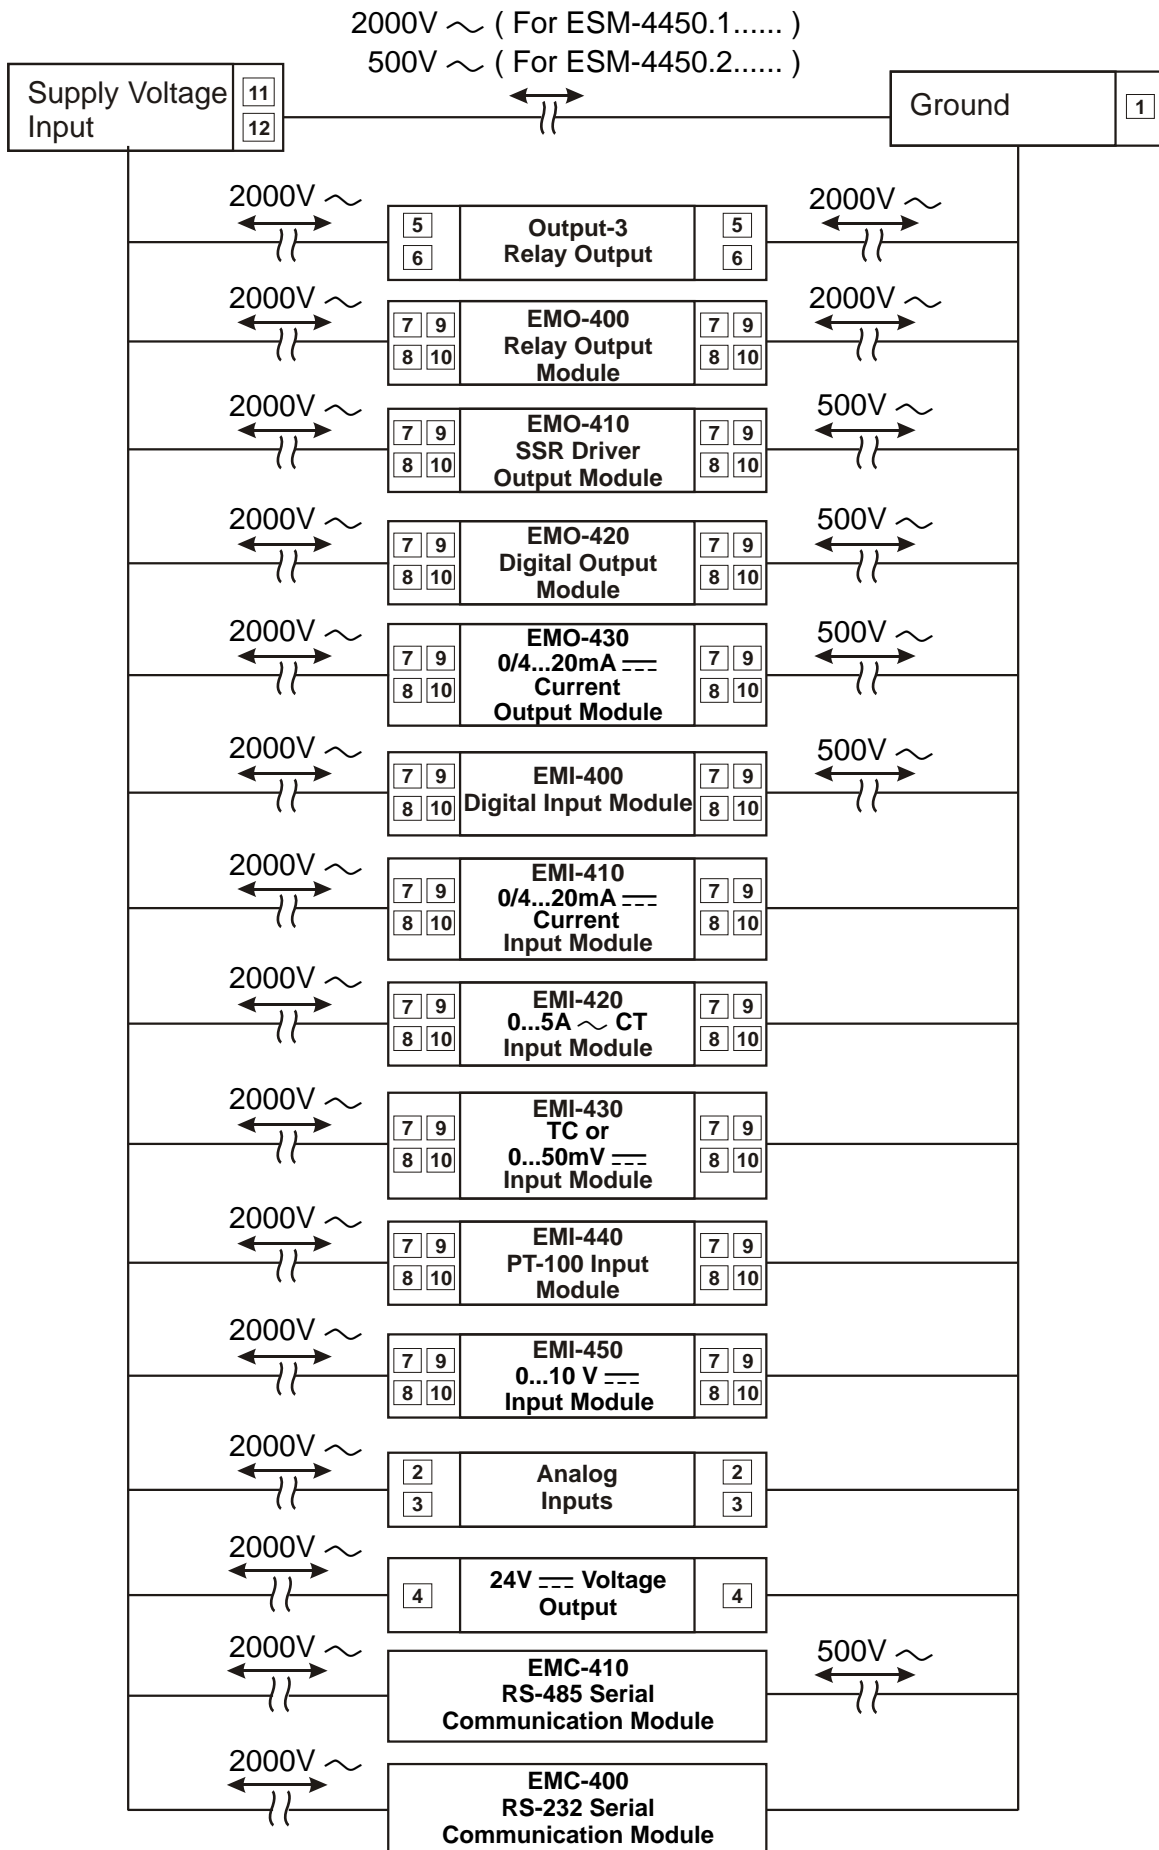 2000V ~ ( For ESM-4450.1...... )
500V ~ ( For ESM-4450.2...... )
Supply Voltage 11
Input 12
Ground 1
2000V ~ 2000V ~
5 Output-3 5
6 Relay Output 6
2000V ~ 2000V ~
7 9 EMO-400 7 9
Relay Output
8 10 Module 8 10
2000V ~ 500V ~
7 9 EMO-410 7 9
SSR Driver
8 10 Output Module 8 10
2000V ~ 500V ~
7 9 EMO-420 7 9
Digital Output
8 10 Module 8 10
2000V ~ 500V ~
EMO-430
7 9 0/4...20mA ⎓ 7 9
8 10 Current 8 10
Output Module
2000V ~ 500V ~
7 9 EMI-400 7 9
8 10 Digital Input Module 8 10
2000V ~
EMI-410
7 9 0/4...20mA ⎓ 7 9
8 10 Current 8 10
Input Module
2000V ~
7 9 EMI-420 7 9
0...5A ~ CT
8 10 Input Module 8 10
2000V ~
EMI-430
7 9 TC or 7 9
8 10 0...50mV ⎓ 8 10
Input Module
2000V ~
7 9 EMI-440 7 9
PT-100 Input
8 10 Module 8 10
2000V ~
7 9 EMI-450 7 9
0...10 V ⎓
8 10 Input Module 8 10
2000V ~
2 Analog 2
3 Inputs 3
2000V ~
24V ⎓ Voltage
4 Output 4
2000V ~ 500V ~
EMC-410
RS-485 Serial
Communication Module
2000V ~
EMC-400
RS-232 Serial
Communication Module